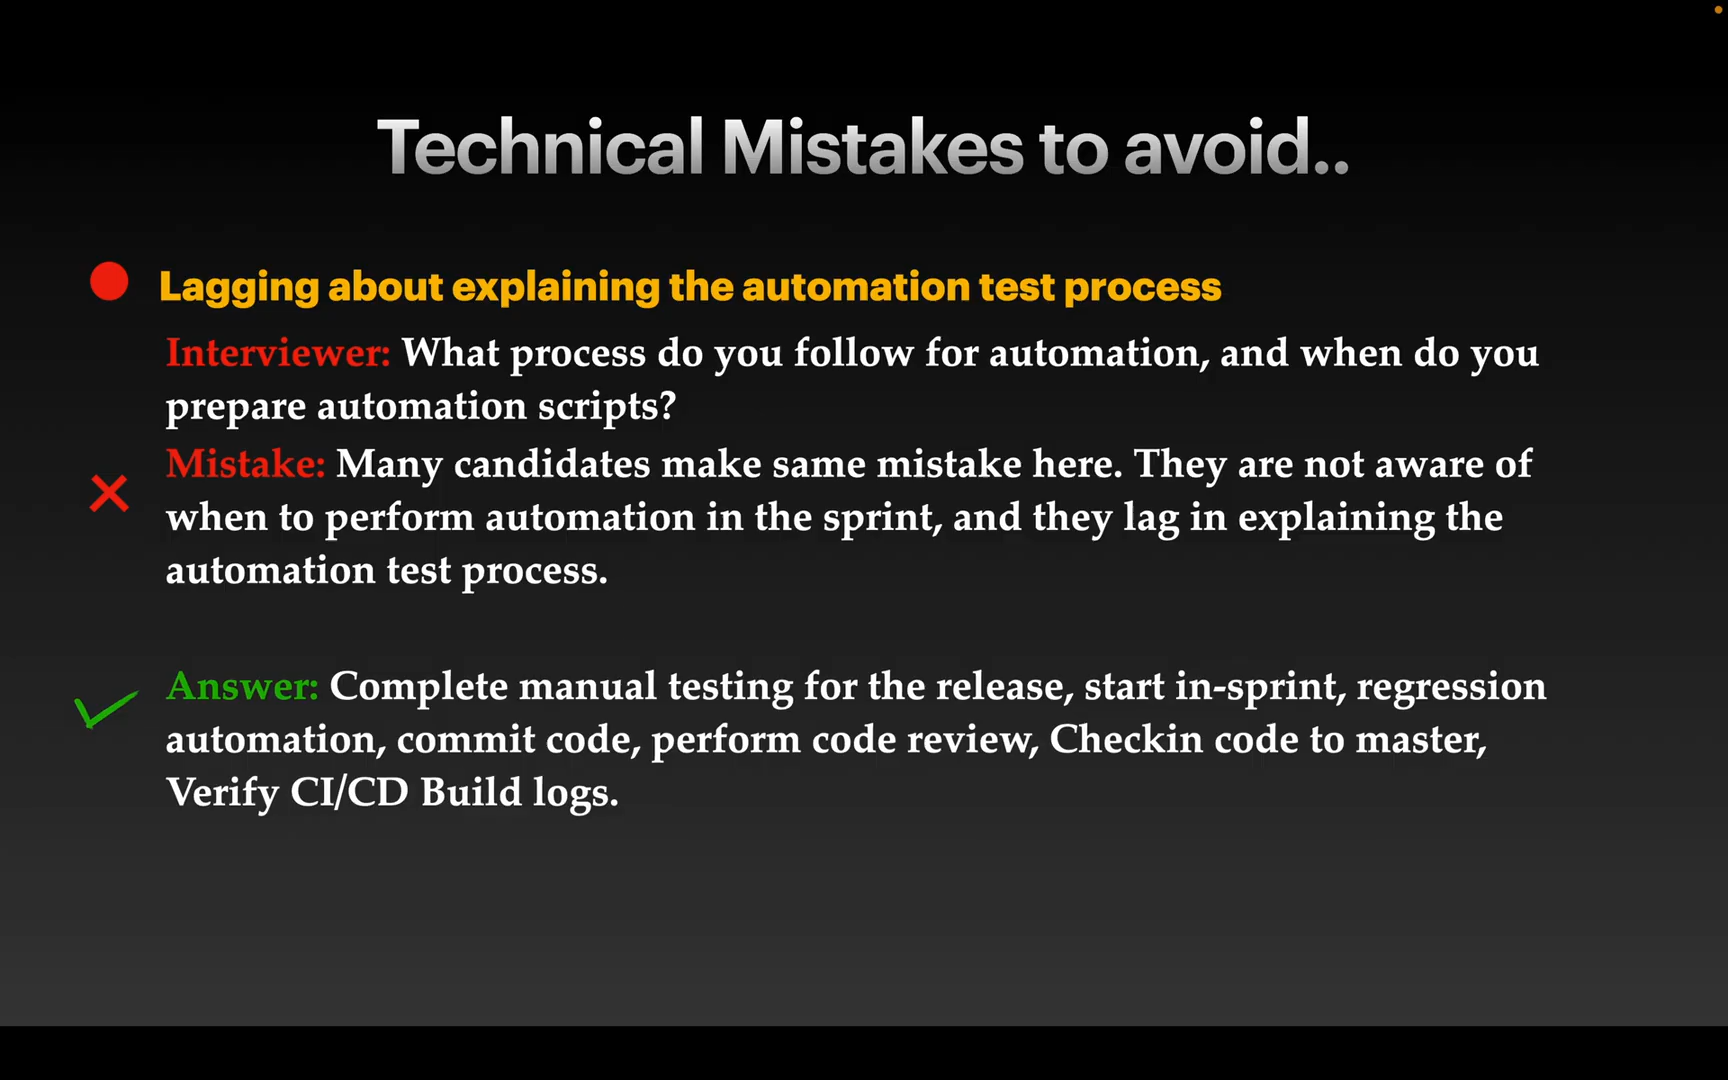 Technical Mistakes to avoid..
Lagging about explaining the automation test process
Interviewer: What process do you follow for automation, and when do you
prepare automation scripts?
Mistake: Many candidates make same mistake here. They are not aware of
when to perform automation in the sprint, and they lag in explaining the
automation test process.
Answer: Complete manual testing for the release, start in-sprint, regression
automation, commit code, perform code review, Checkin code to master,
Verify CI/CD Build logs.